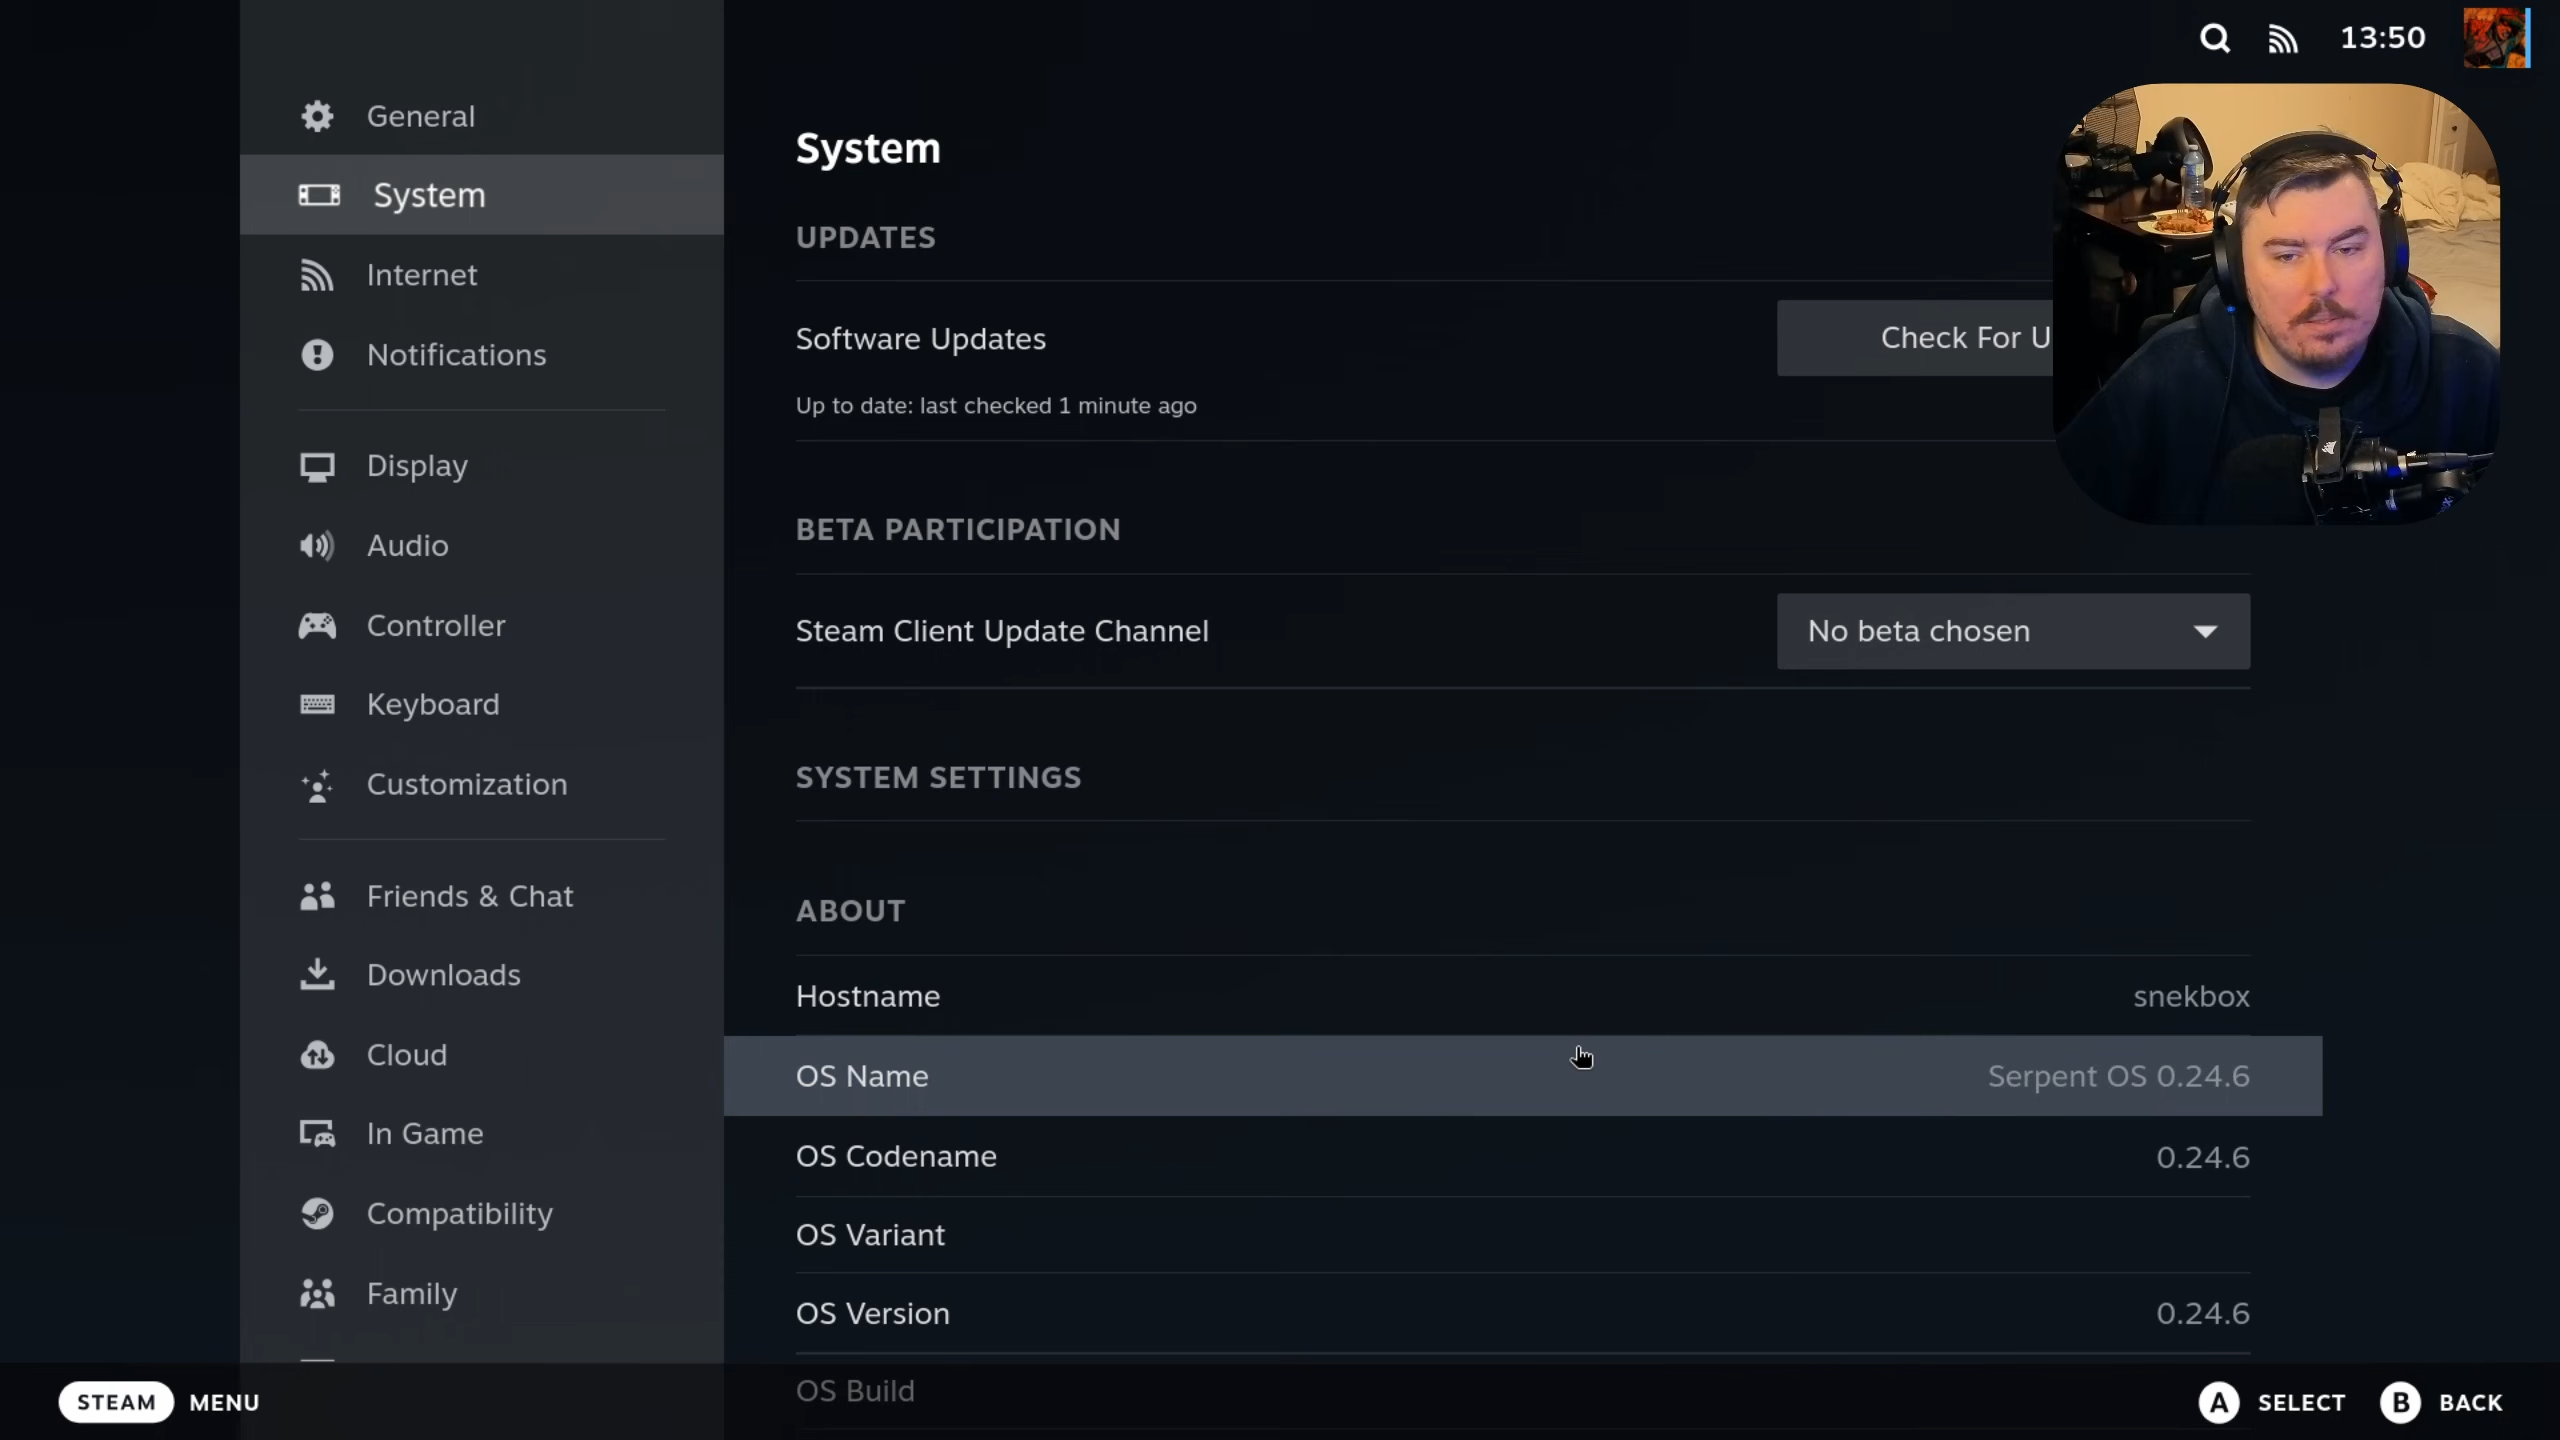 13:50
General
System
Internet
Notifications
Display
Audio
Controller
Keyboard
Customization
Friends & Chat
Downloads
Cloud
In Game
Compatibility
Family
System
UPDATES
Software Updates
Check For U
Up to date: last checked 1 minute ago
BETA PARTICIPATION
Steam Client Update Channel
No beta chosen
SYSTEM SETTINGS
ABOUT
Hostname
snekbox
OS Name
Serpent OS 0.24.6
OS Codename
0.24.6
OS Variant
OS Version
0.24.6
OS Build
STEAM MENU
A SELECT B BACK